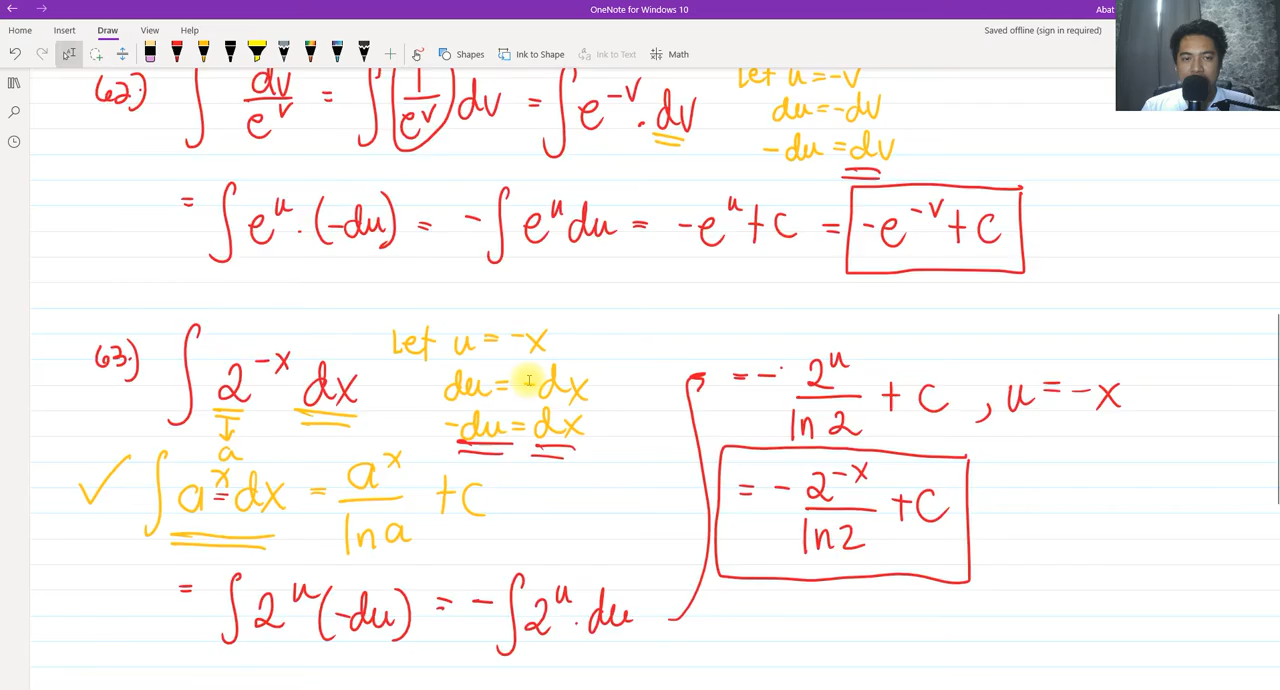 OneNote for Windows 10
Abat
Home Insert Draw View Help
Saved offline (sign in required)
Shapes Ink to Shape Ink to Text Math
62.) ∫ dv/e^v = ∫ (1/e^v) dv = ∫ e^-v · dv
Let u = -v
du = -dv
-du = dv
= ∫ e^u · (-du) = - ∫ e^u du = -e^u + C = -e^-v + C
63.) ∫ 2^-x dx
a
Let u = -x
du = -dx
-du = dx
✓ ∫ a^x dx = a^x/ln a + C
= ∫ 2^u (-du) = - ∫ 2^u · du
= - 2^u/ln 2 + C , u = -x
= - 2^-x/ln 2 + C